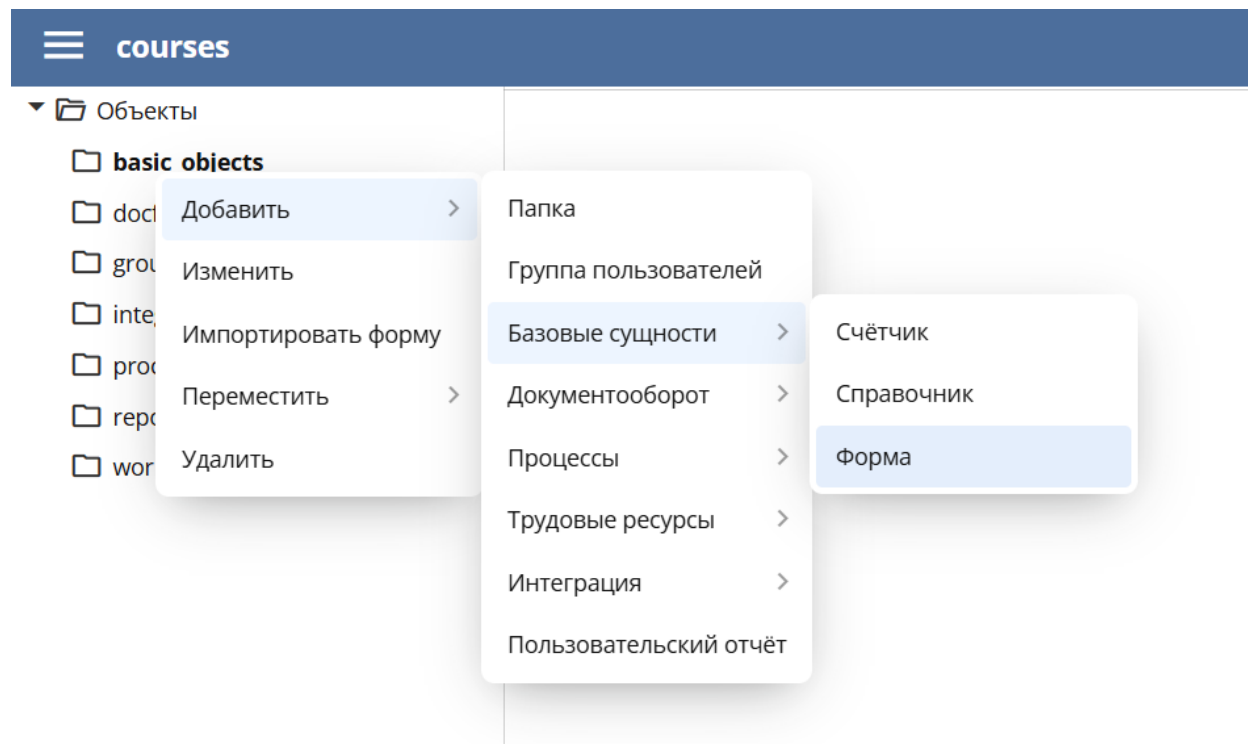 courses
Объекты
basic objects
Добавить
Изменить
Импортировать форму
Переместить
Удалить
Папка
Группа пользователей
Базовые сущности
Документооборот
Процессы
Трудовые ресурсы
Интеграция
Пользовательский отчёт
Счётчик
Справочник
Форма